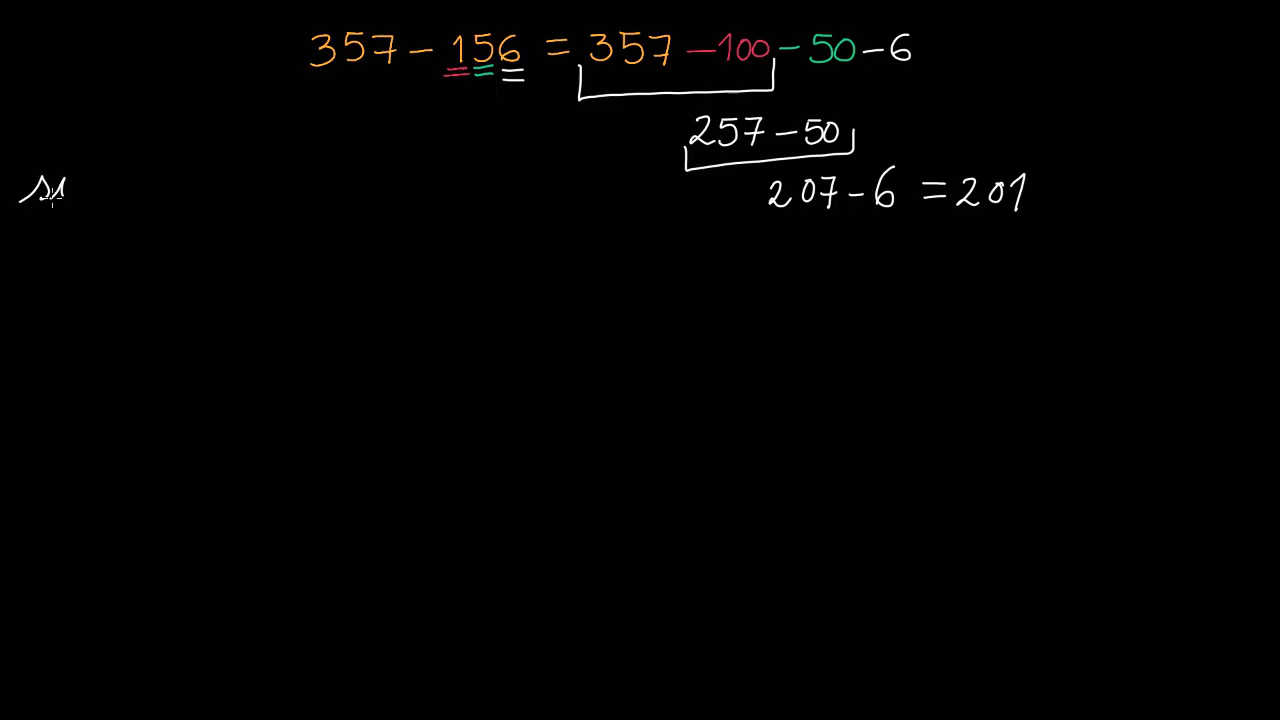 357 - 156 = 357 - 100 - 50 - 6
257 - 50
207 - 6 = 201